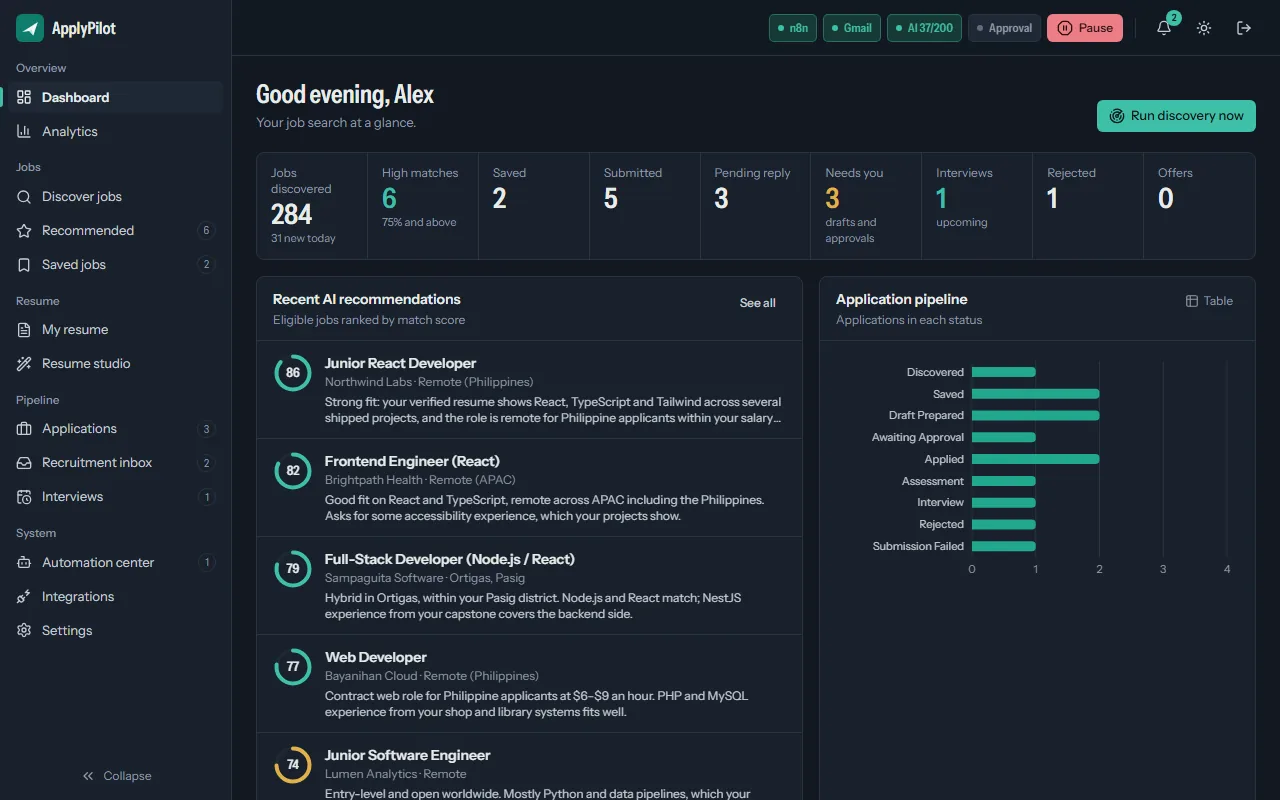 ApplyPilot
n8n
Gmail
AI 37/200
Approval
Pause
2
Overview
Dashboard
Analytics
Jobs
Discover jobs
Recommended 6
Saved jobs 2
Resume
My resume
Resume studio
Pipeline
Applications 3
Recruitment inbox 2
Interviews 1
System
Automation center 1
Integrations
Settings
Collapse
Good evening, Alex
Your job search at a glance.
Run discovery now
Jobs
discovered
284
31 new today
High matches
6
75% and above
Saved
2
Submitted
5
Pending reply
3
Needs you
3
drafts and
approvals
Interviews
1
upcoming
Rejected
1
Offers
0
Recent AI recommendations
Eligible jobs ranked by match score
See all
86
Junior React Developer
Northwind Labs · Remote (Philippines)
Strong fit: your verified resume shows React, TypeScript and Tailwind across several
shipped projects, and the role is remote for Philippine applicants within your salary...
82
Frontend Engineer (React)
Brightpath Health · Remote (APAC)
Good fit on React and TypeScript, remote across APAC including the Philippines.
Asks for some accessibility experience, which your projects show.
79
Full-Stack Developer (Node.js / React)
Sampaguita Software · Ortigas, Pasig
Hybrid in Ortigas, within your Pasig district. Node.js and React match; NestJS
experience from your capstone covers the backend side.
77
Web Developer
Bayanihan Cloud · Remote (Philippines)
Contract web role for Philippine applicants at $6–$9 an hour. PHP and MySQL
experience from your shop and library systems fits well.
74
Junior Software Engineer
Lumen Analytics · Remote
Entry-level and open worldwide. Mostly Python and data pipelines, which your
Application pipeline
Applications in each status
Table
Discovered
Saved
Draft Prepared
Awaiting Approval
Applied
Assessment
Interview
Rejected
Submission Failed
0 1 2 3 4